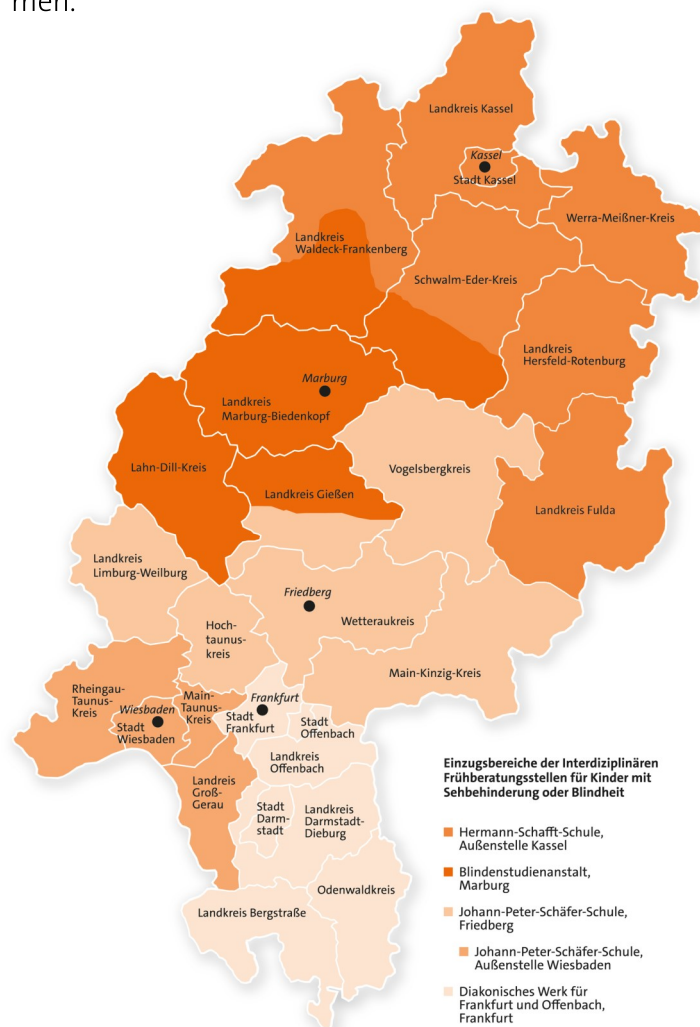 men.
Landkreis Kassel
Kassel
Stadt Kassel
Werra-Meißner-Kreis
Landkreis
Waldeck-Frankenberg
Schwalm-Eder-Kreis
Landkreis
Hersfeld-Rotenburg
Marburg
Landkreis
Marburg-Biedenkopf
Lahn-Dill-Kreis
Vogelsbergkreis
Landkreis Gießen
Landkreis Fulda
Landkreis
Limburg-Weilburg
Friedberg
Wetteraukreis
Hoch-
taunus-
kreis
Main-Kinzig-Kreis
Rheingau-
Taunus-
Kreis
Wiesbaden
Stadt
Wiesbaden
Main-
Taunus-
Kreis
Frankfurt
Stadt
Frankfurt
Stadt
Offenbach
Landkreis
Offenbach
Landreis
Groß-
Gerau
Stadt
Darm-
stadt
Landkreis
Darmstadt-
Dieburg
Odenwaldkreis
Landkreis Bergstraße
Einzugsbereiche der Interdiziplinären
Frühberatungsstellen für Kinder mit
Sehbehinderung oder Blindheit
Hermann-Schafft-Schule,
Außenstelle Kassel
Blindenstudienanstalt,
Marburg
Johann-Peter-Schäfer-Schule,
Friedberg
Johann-Peter-Schäfer-Schule,
Außenstelle Wiesbaden
Diakonisches Werk für
Frankfurt und Offenbach,
Frankfurt